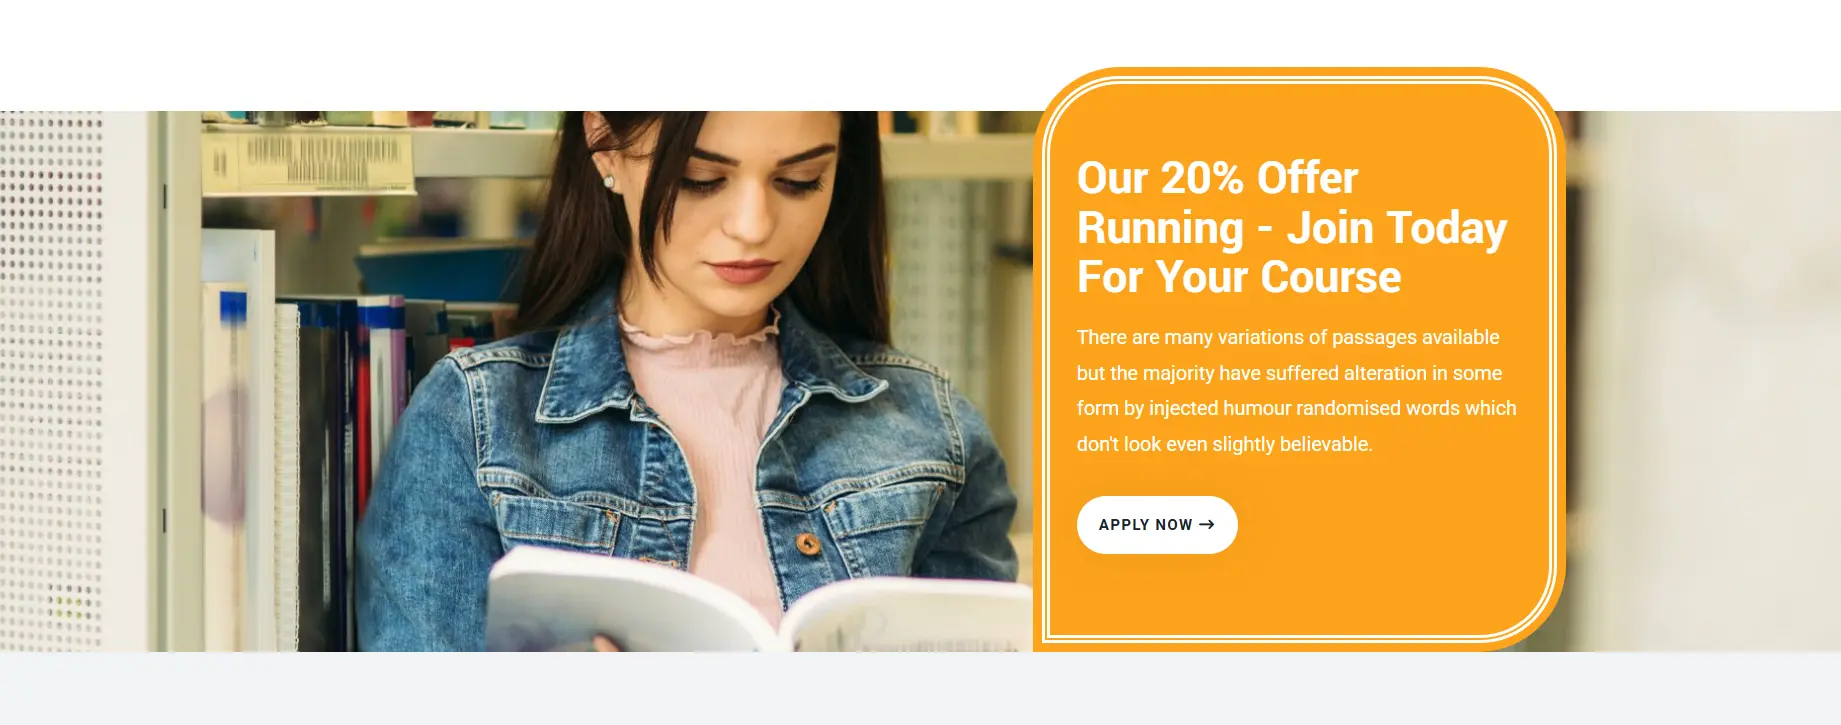 Our 20% Offer
Running - Join Today
For Your Course
There are many variations of passages available
but the majority have suffered alteration in some
form by injected humour randomised words which
don't look even slightly believable.
APPLY NOW →